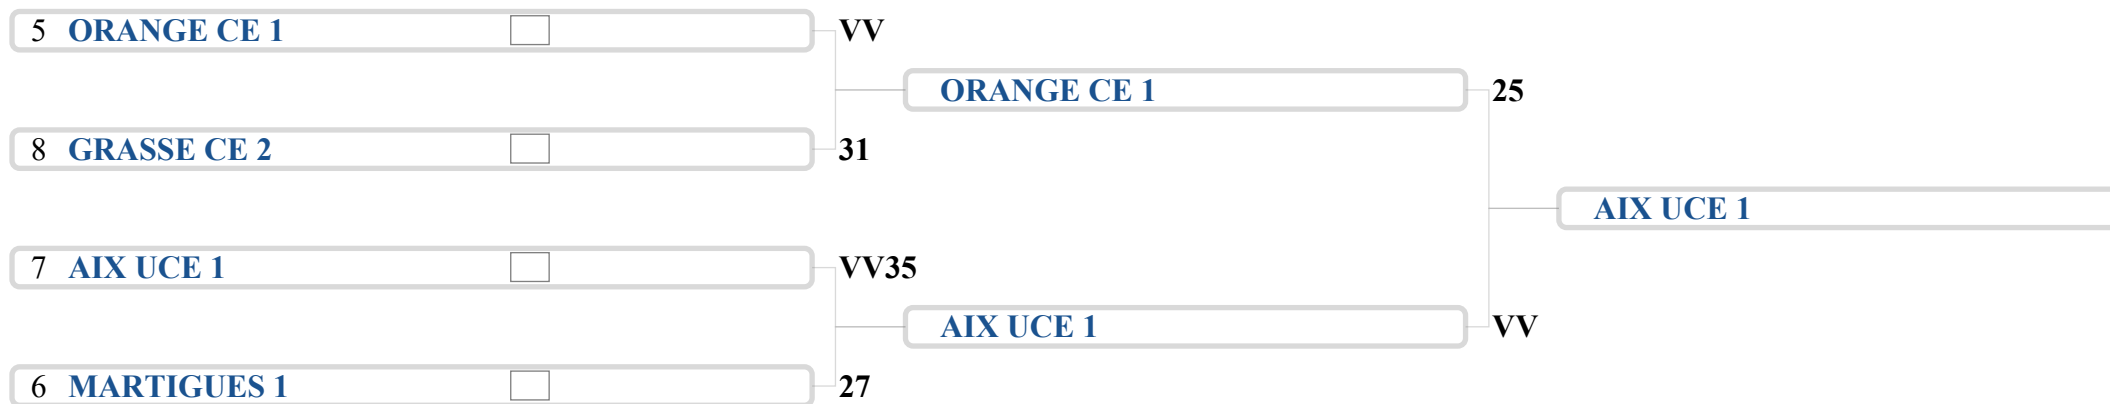 5 ORANGE CE 1 VV
ORANGE CE 1 25
8 GRASSE CE 2 31
AIX UCE 1
7 AIX UCE 1 VV35
AIX UCE 1 VV
6 MARTIGUES 1 27